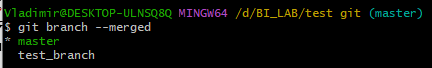 Vladimir@DESKTOP-ULNSQ8Q MINGW64 /d/BI_LAB/test git (master)
$ git branch --merged
* master
  test_branch